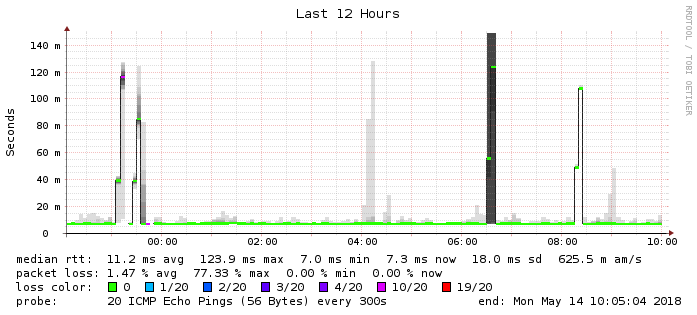 Last 12 Hours
RRDTOOL / TOBI OETIKER
Seconds
140 m
120 m
100 m
80 m
60 m
40 m
20 m
0
00:00 02:00 04:00 06:00 08:00 10:00
median rtt: 11.2 ms avg 123.9 ms max 7.0 ms min 7.3 ms now 18.0 ms sd 625.5 m am/s
packet loss: 1.47 % avg 77.33 % max 0.00 % min 0.00 % now
loss color: 0 1/20 2/20 3/20 4/20 10/20 19/20
probe: 20 ICMP Echo Pings (56 Bytes) every 300s end: Mon May 14 10:05:04 2018